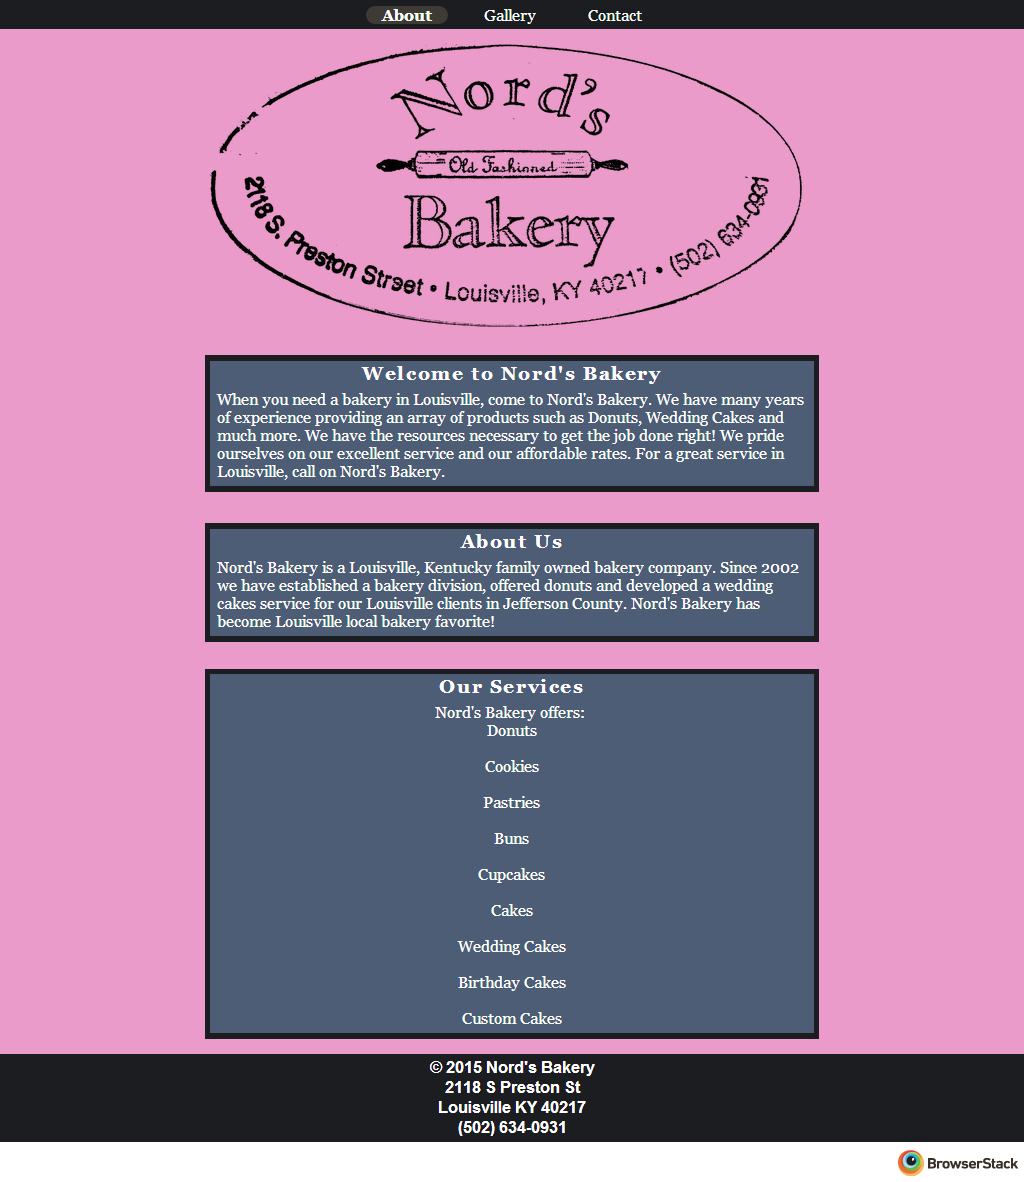 About Gallery Contact
Nord's
Old Fashinned
Bakery
2118 S. Preston Street • Louisville, KY 40217 • (502) 634-0931
Welcome to Nord's Bakery
When you need a bakery in Louisville, come to Nord's Bakery. We have many years
of experience providing an array of products such as Donuts, Wedding Cakes and
much more. We have the resources necessary to get the job done right! We pride
ourselves on our excellent service and our affordable rates. For a great service in
Louisville, call on Nord's Bakery.
About Us
Nord's Bakery is a Louisville, Kentucky family owned bakery company. Since 2002
we have established a bakery division, offered donuts and developed a wedding
cakes service for our Louisville clients in Jefferson County. Nord's Bakery has
become Louisville local bakery favorite!
Our Services
Nord's Bakery offers:
Donuts
Cookies
Pastries
Buns
Cupcakes
Cakes
Wedding Cakes
Birthday Cakes
Custom Cakes
© 2015 Nord's Bakery
2118 S Preston St
Louisville KY 40217
(502) 634-0931
BrowserStack